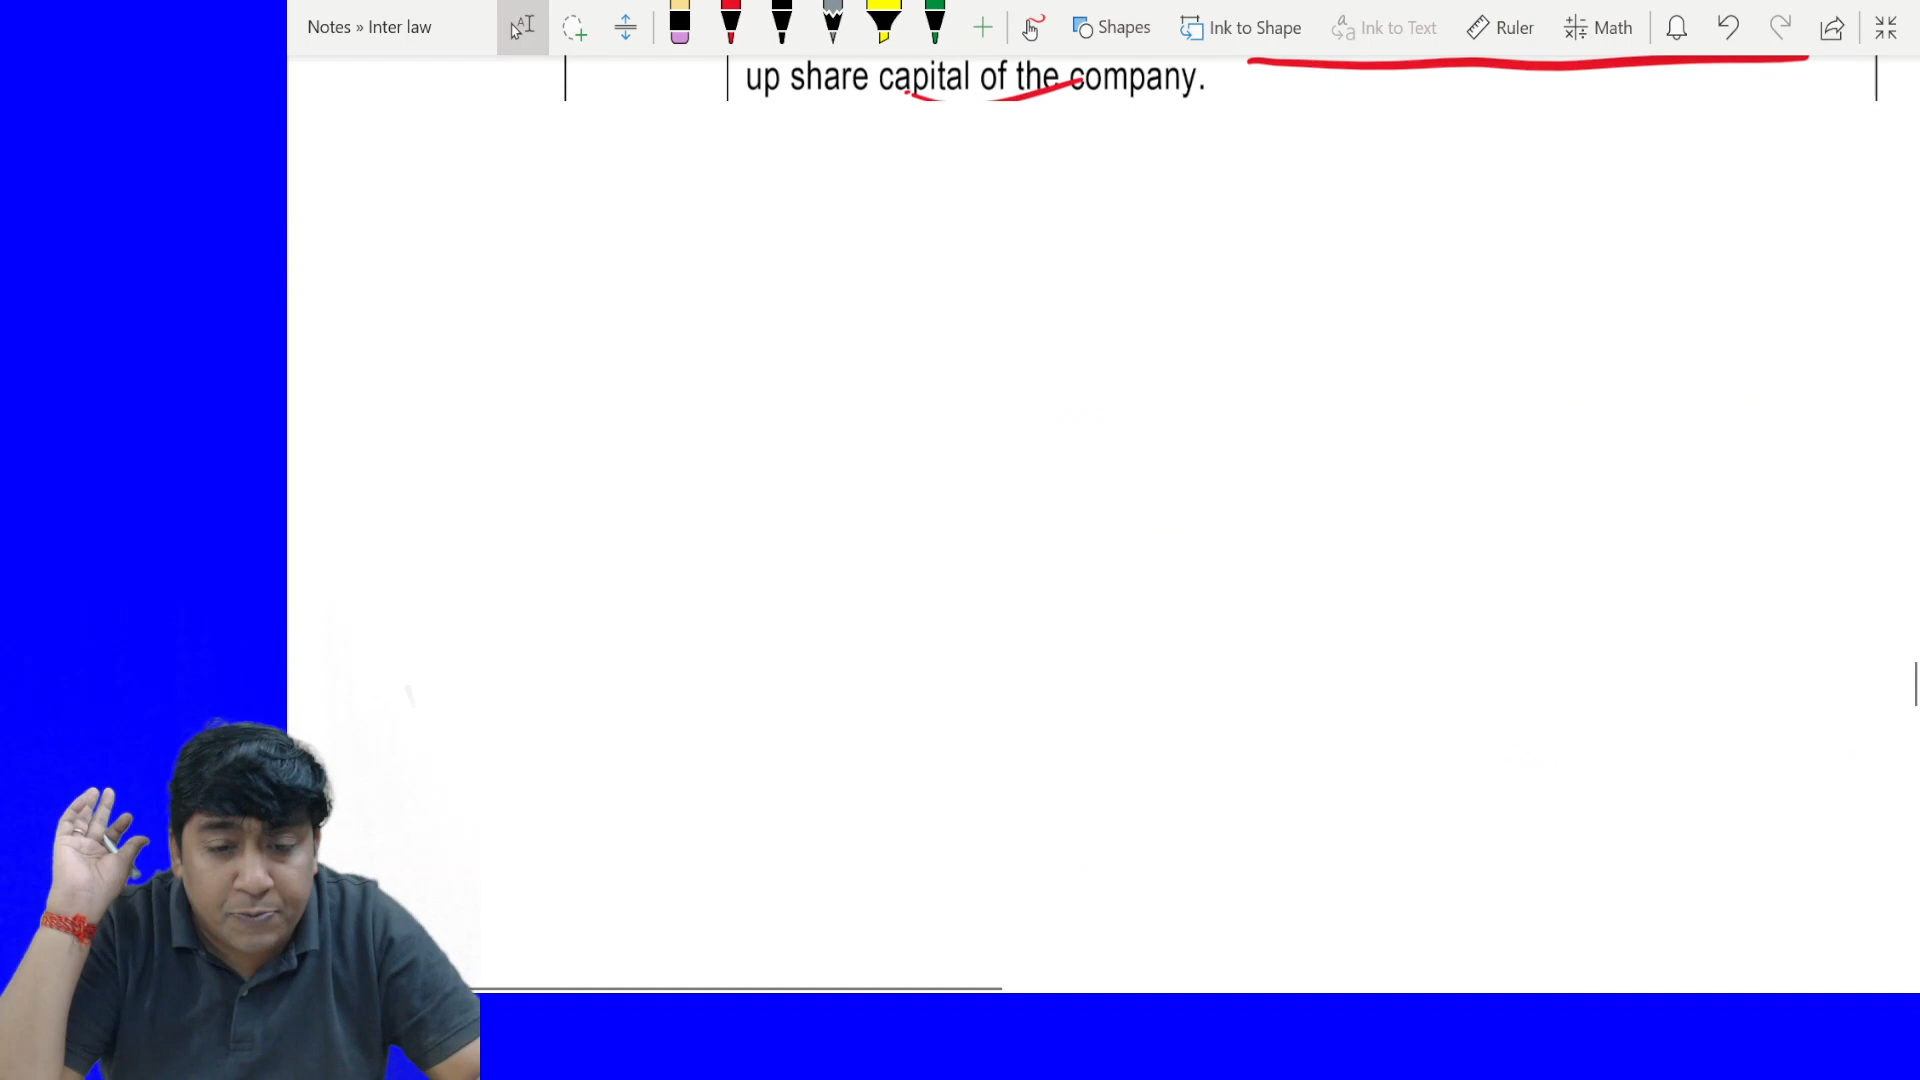 Notes » Inter law
Shapes
Ink to Shape
Ink to Text
Ruler
Math
up share capital of the company.